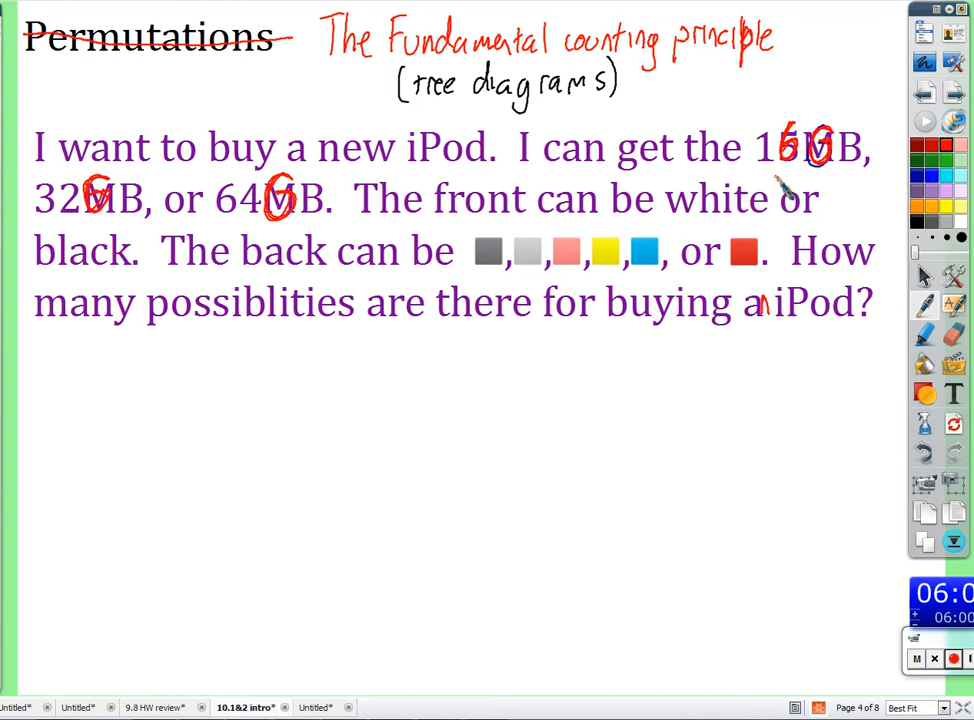 Permutations The Fundamental counting principle
(tree diagrams)
I want to buy a new iPod. I can get the 16GB,
32GB, or 64GB. The front can be white or
black. The back can be , , , , , or . How
many possiblities are there for buying an iPod?
06:0
M
Untitled* Untitled* 9.8 HW review* 10.1&2 intro* Untitled* Page 4 of 8 Best Fit